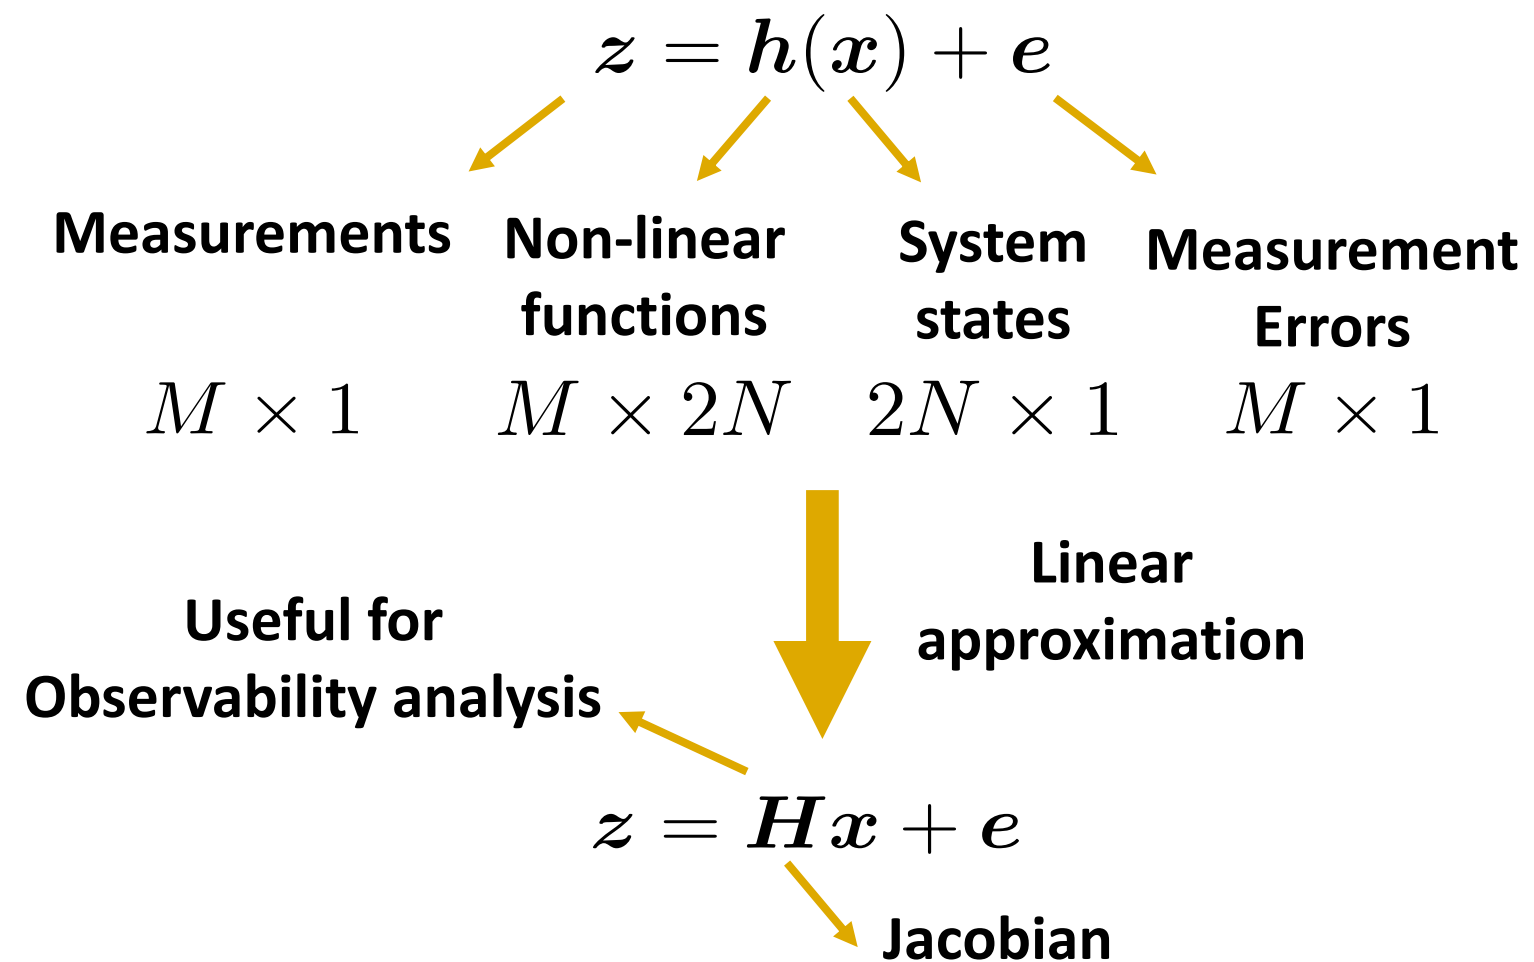 z = h(x) + e
Measurements
Non-linear
functions
System
states
Measurement
Errors
M × 1
M × 2N
2N × 1
M × 1
Linear
approximation
Useful for
Observability analysis
z = Hx + e
Jacobian